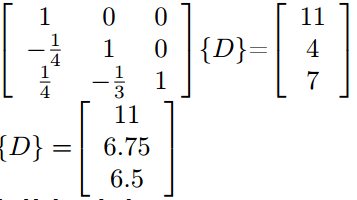 [ 1 0 0 ; -1/4 1 0 ; 1/4 -1/3 1 ] {D}= [ 11 ; 4 ; 7 ]
{D} = [ 11 ; 6.75 ; 6.5 ]